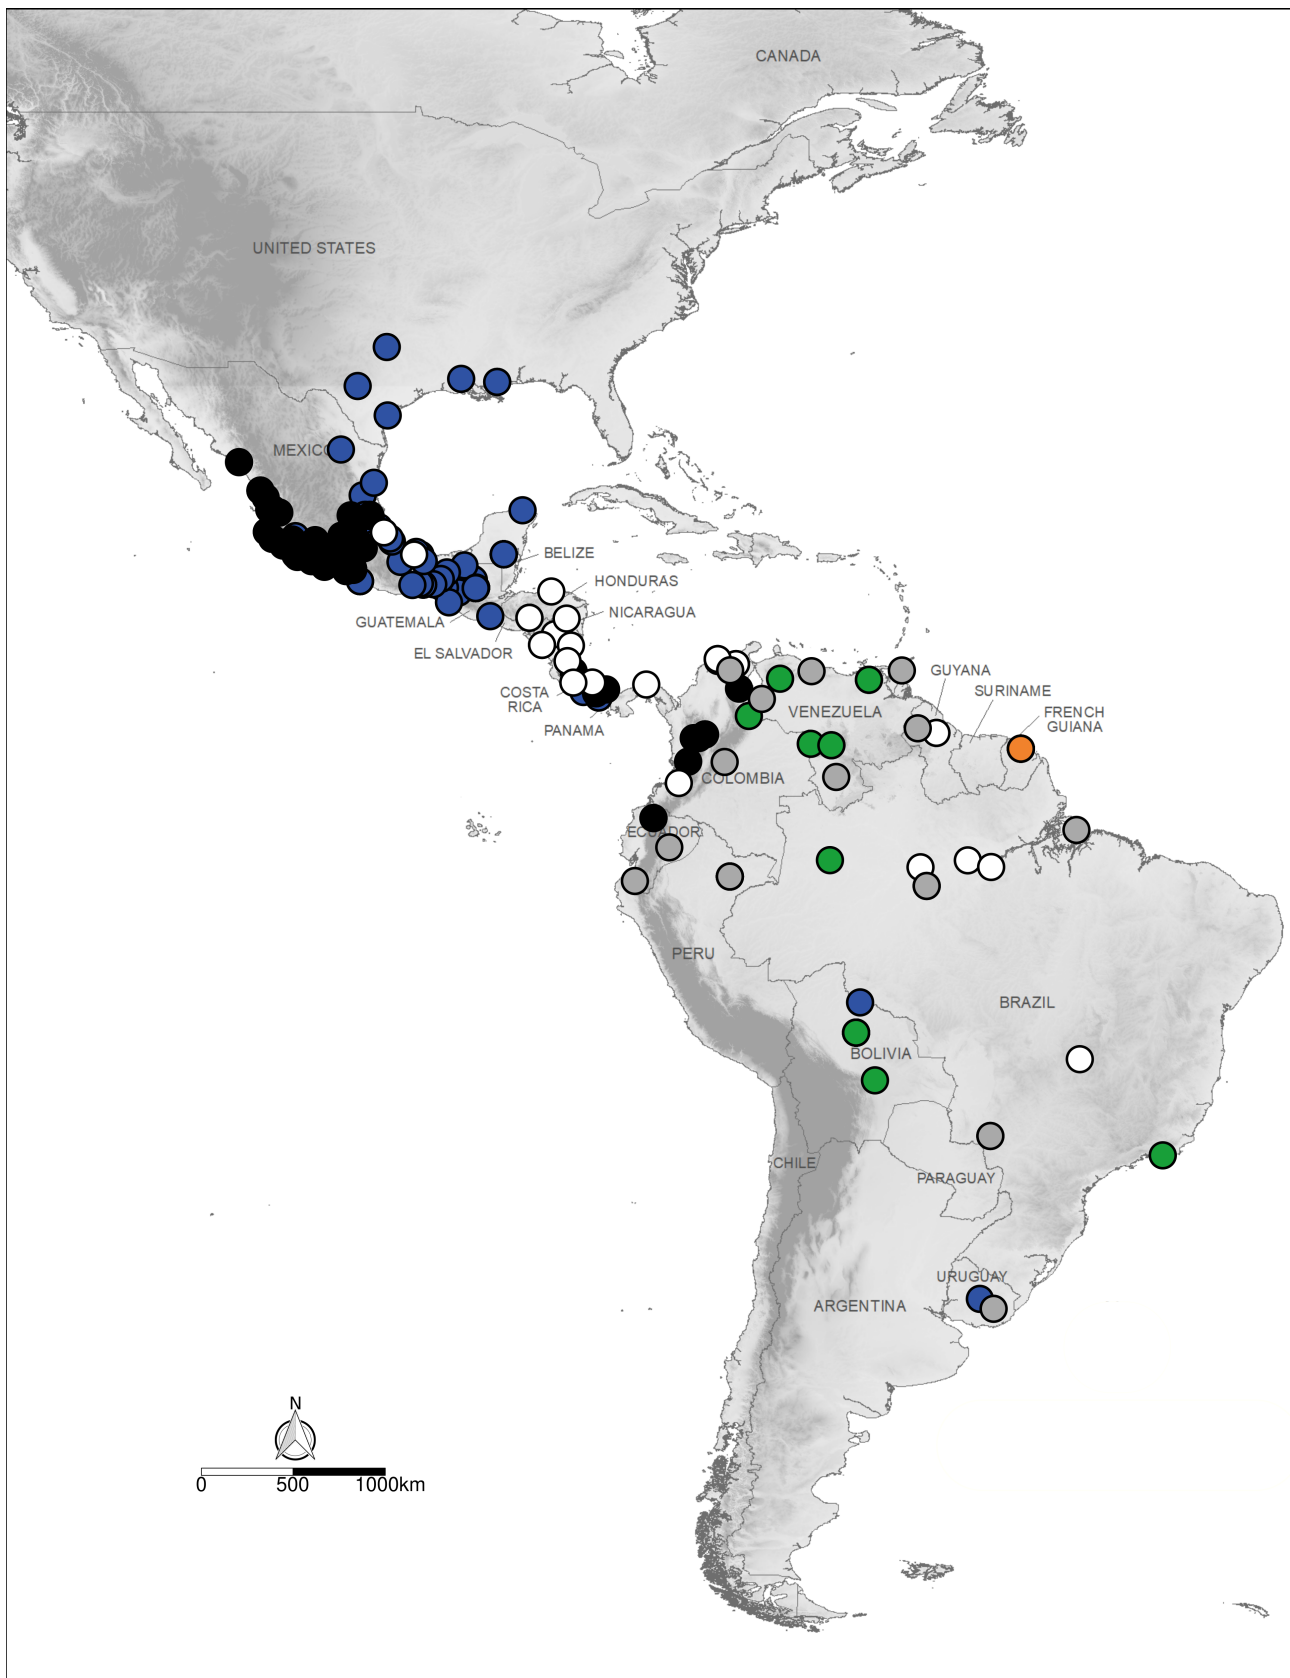 CANADA
UNITED STATES
MEXICO
BELIZE
HONDURAS
NICARAGUA
GUATEMALA
EL SALVADOR
COSTA
RICA
PANAMA
GUYANA
SURINAME
FRENCH
GUIANA
VENEZUELA
COLOMBIA
ECUADOR
PERU
BRAZIL
BOLIVIA
CHILE
PARAGUAY
URUGUAY
ARGENTINA
N
0 500 1000km